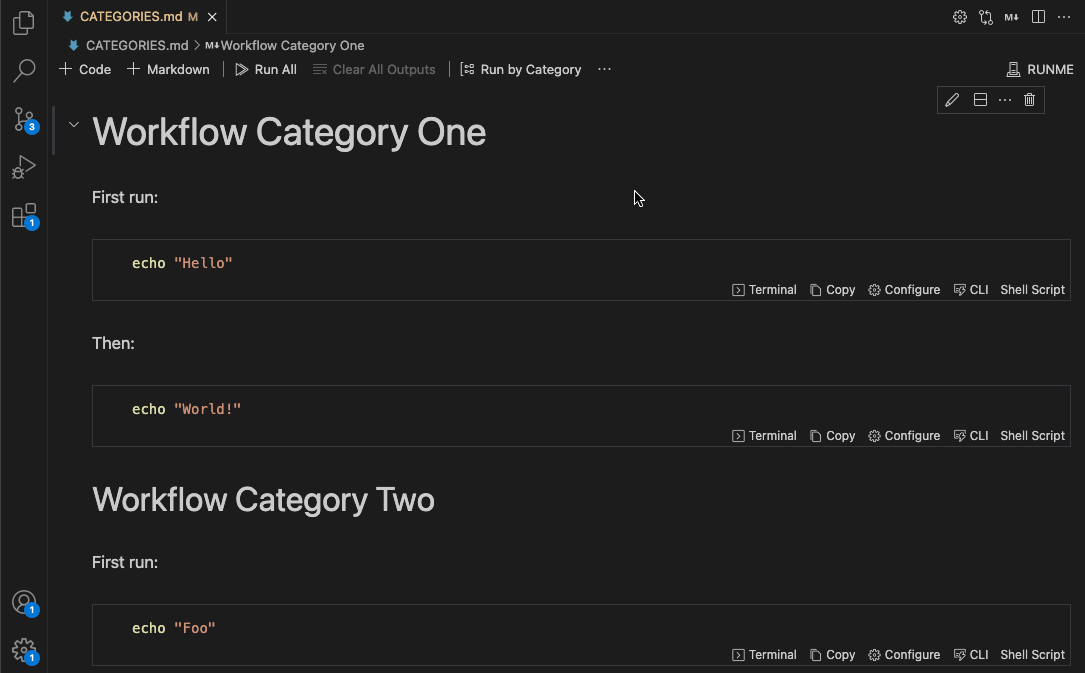 CATEGORIES.md M
M↓
CATEGORIES.md > M↓ Workflow Category One
+ Code + Markdown Run All Clear All Outputs Run by Category ... RUNME
Workflow Category One
First run:
echo "Hello"
Terminal Copy Configure CLI Shell Script
Then:
echo "World!"
Terminal Copy Configure CLI Shell Script
Workflow Category Two
First run:
echo "Foo"
Terminal Copy Configure CLI Shell Script
3
1
1
1